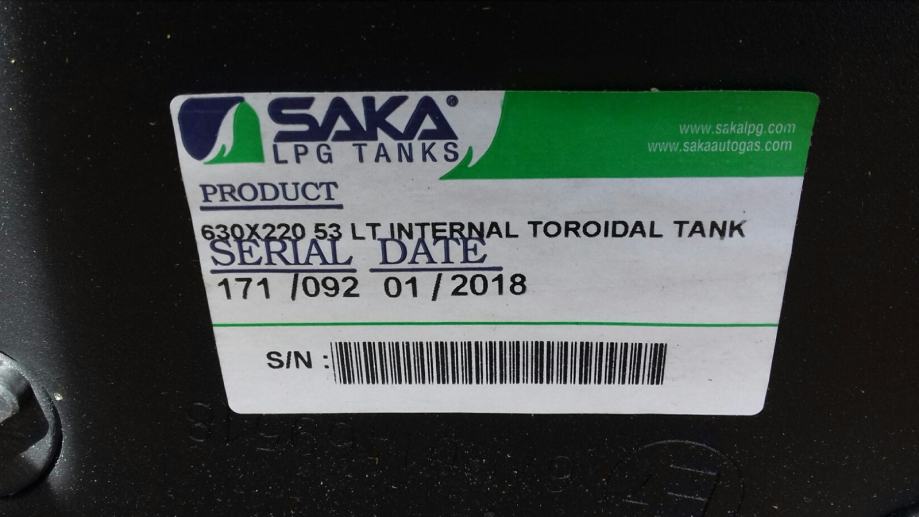 SAKA®
LPG TANKS
www.sakalpg.com
www.sakaautogas.com
PRODUCT
630X220 53 LT INTERNAL TOROIDAL TANK
SERIAL DATE
171 /092 01 / 2018
S/N :